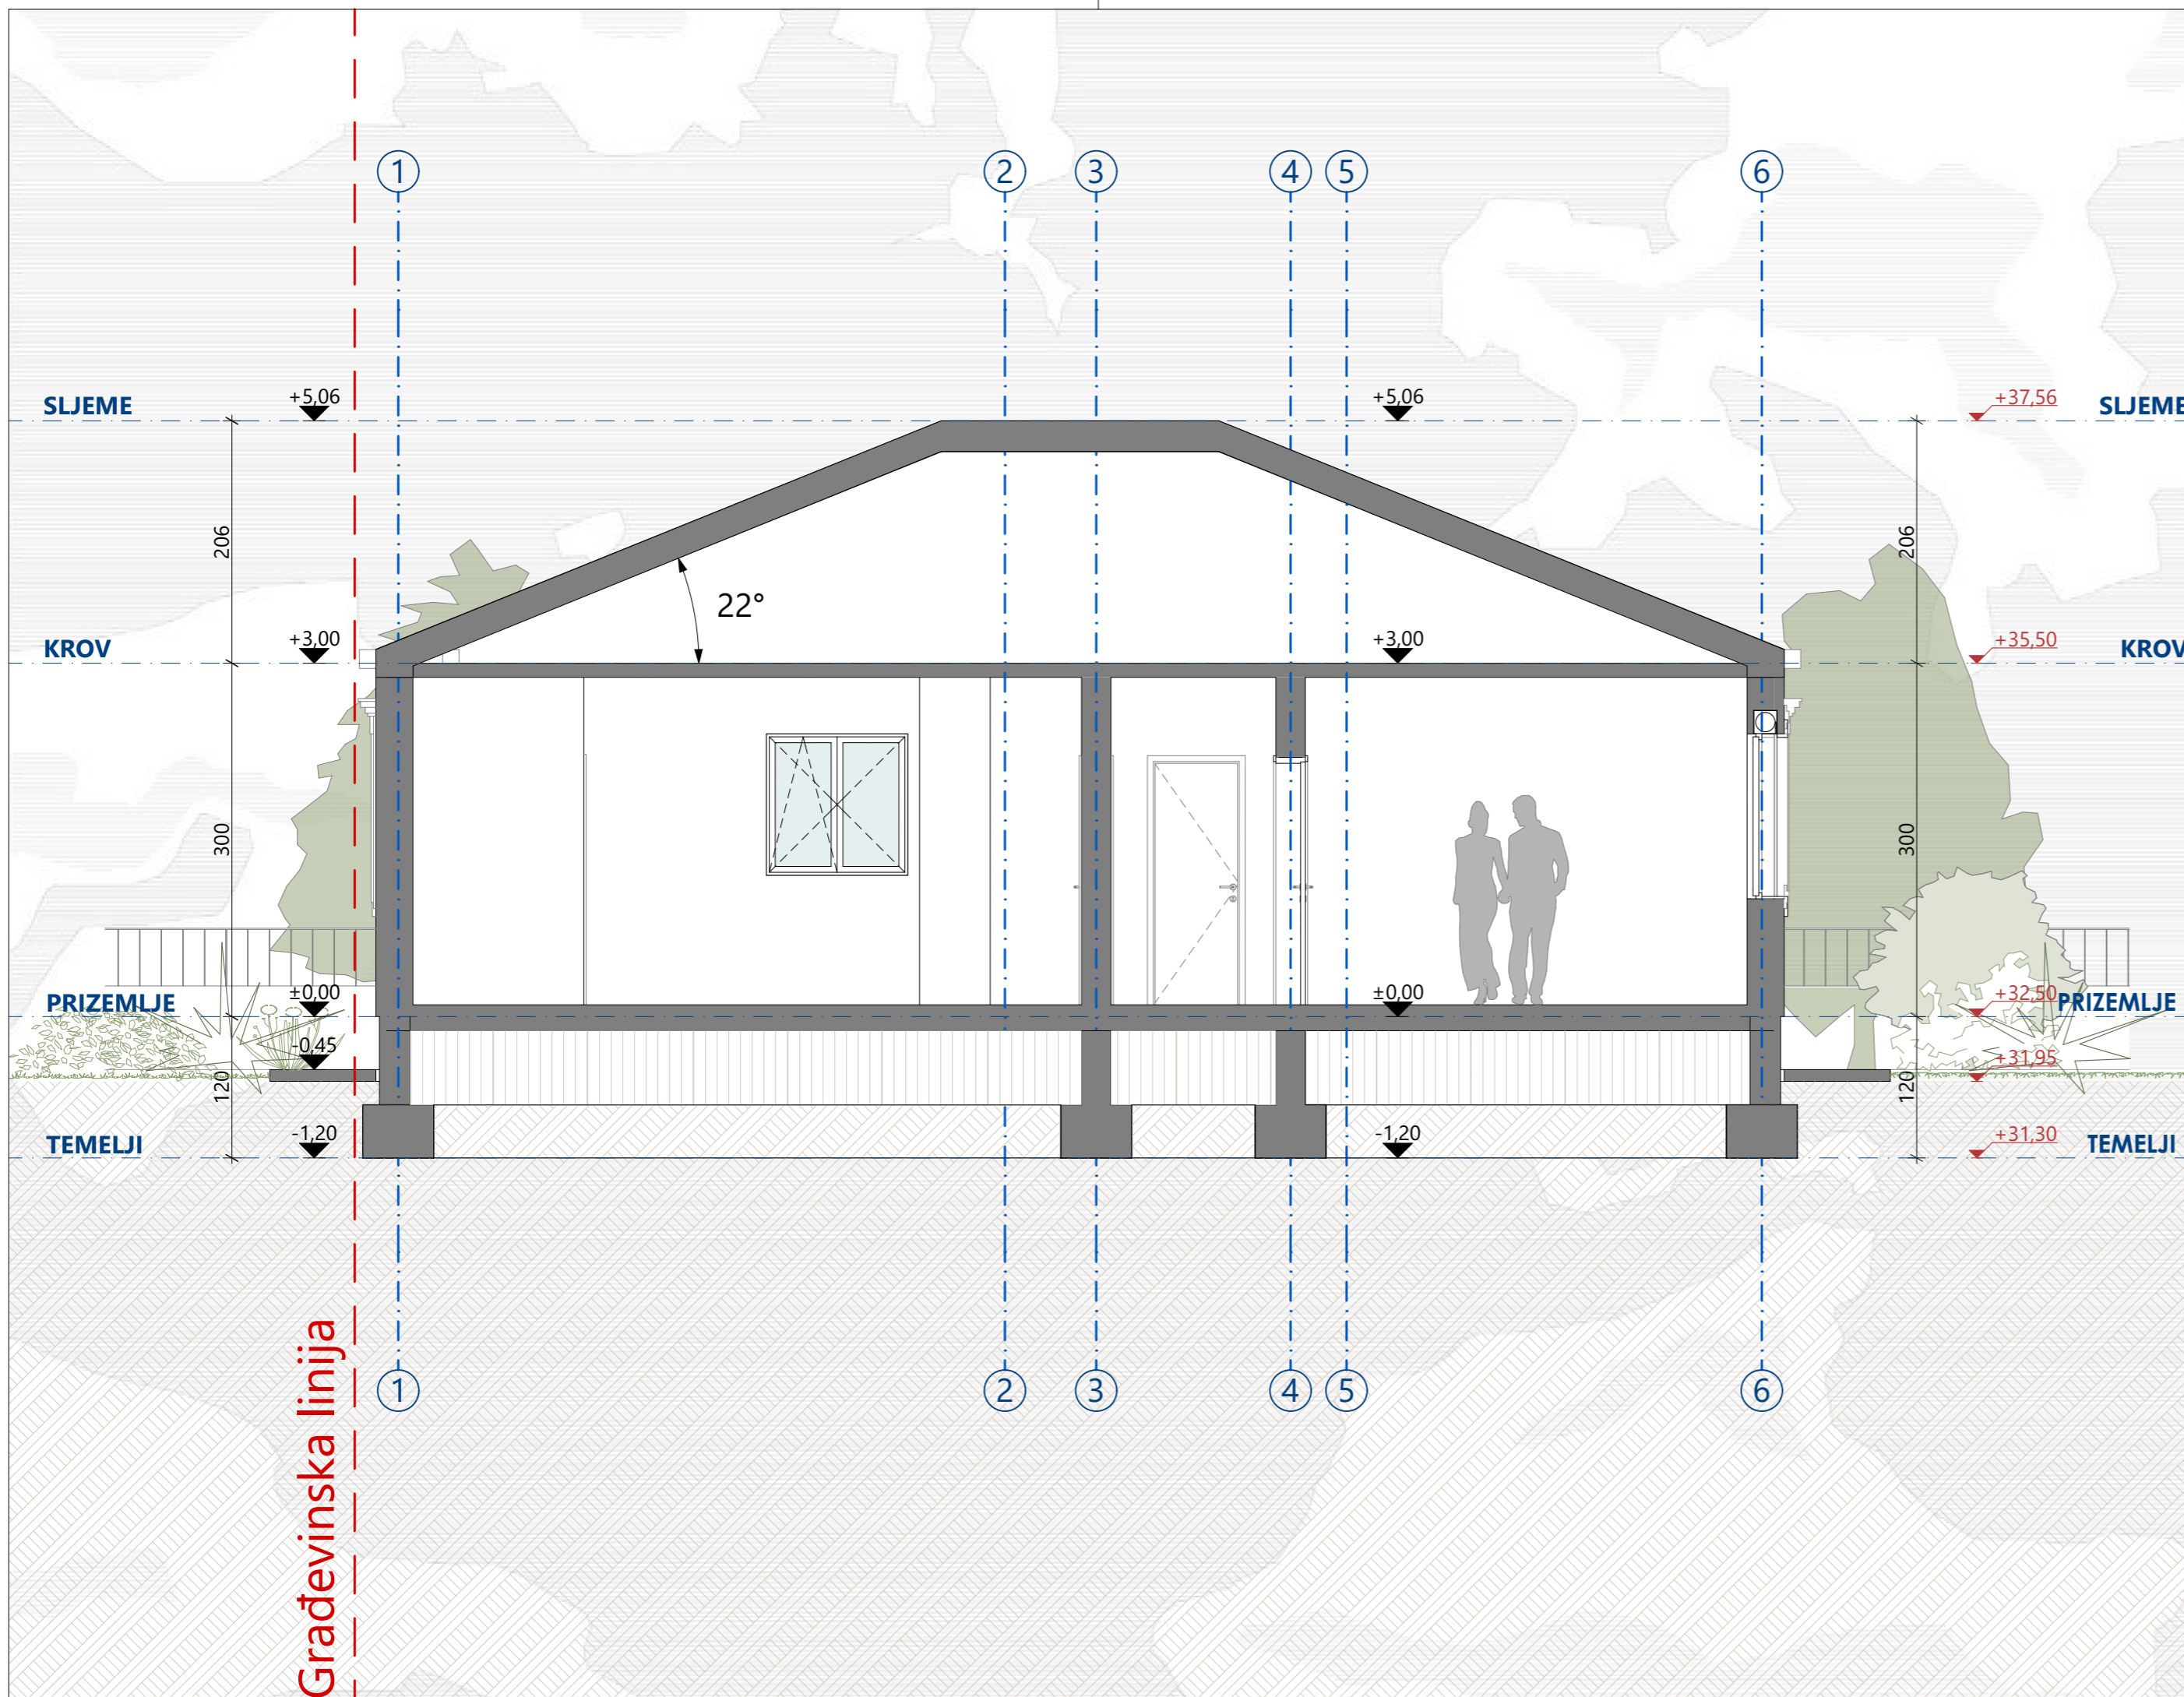 1 2 3 4 5 6
SLJEME +5,06 +5,06 +37,56 SLJEME
206 206
22°
KROV +3,00 +3,00 +35,50 KROV
300 300
PRIZEMLJE ±0,00 ±0,00 +32,50 PRIZEMLJE
-0,45 +31,95
120 120
TEMELJI -1,20 -1,20 +31,30 TEMELJI
1 2 3 4 5 6
Građevinska linija